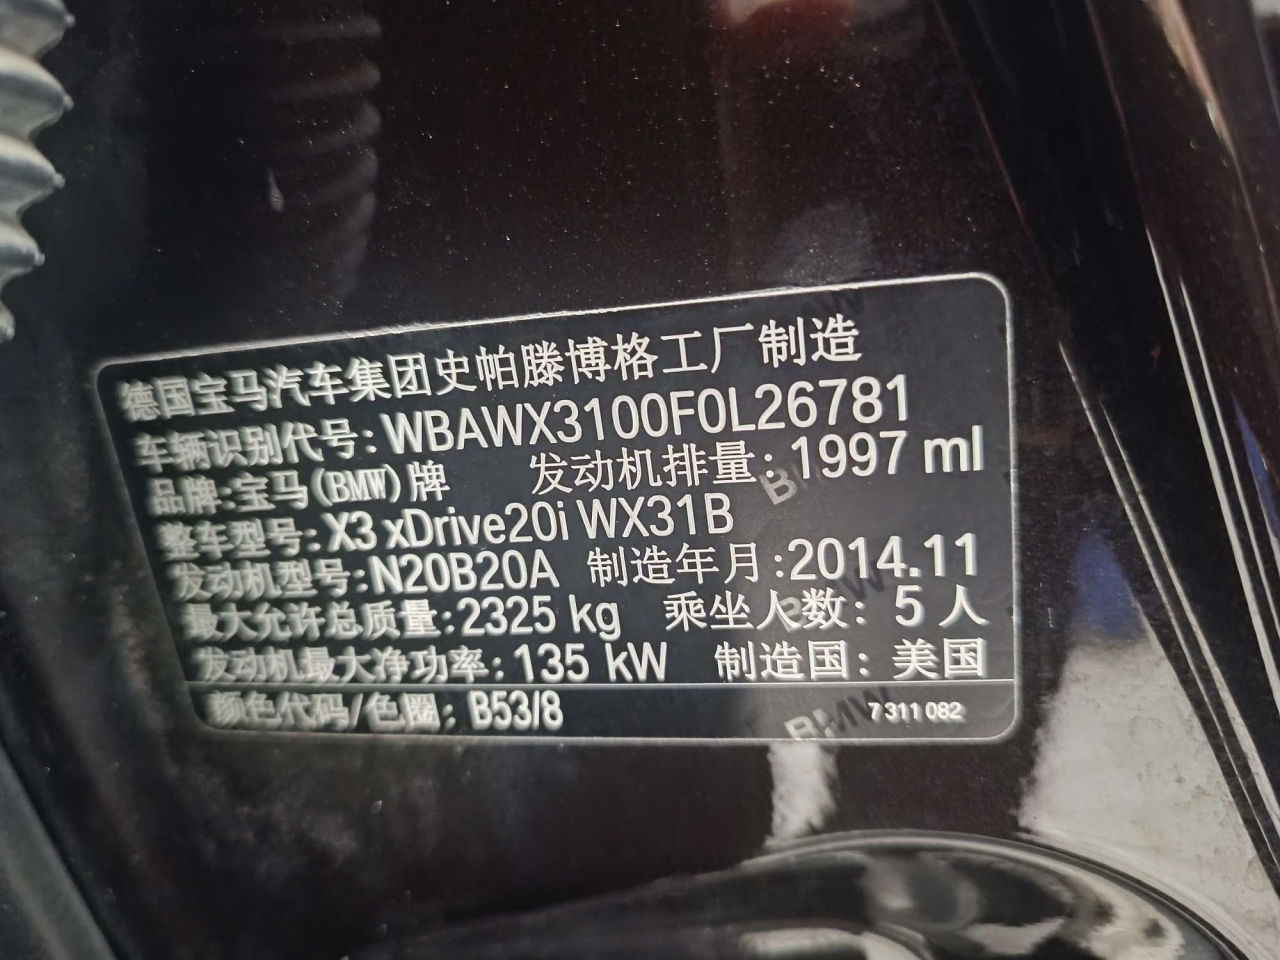 德国宝马汽车集团史帕滕博格工厂制造
车辆识别代号:WBAWX3100F0L26781
品牌:宝马(BMW)牌 发动机排量:1997 ml
整车型号:X3 xDrive20i WX31B
发动机型号:N20B20A 制造年月:2014.11
最大允许总质量:2325 kg 乘坐人数: 5 人
发动机最大净功率:135 kW 制造国: 美国
颜色代码/色圈: B53/8 7 311 082
BMW
BMW
BMW
BMW